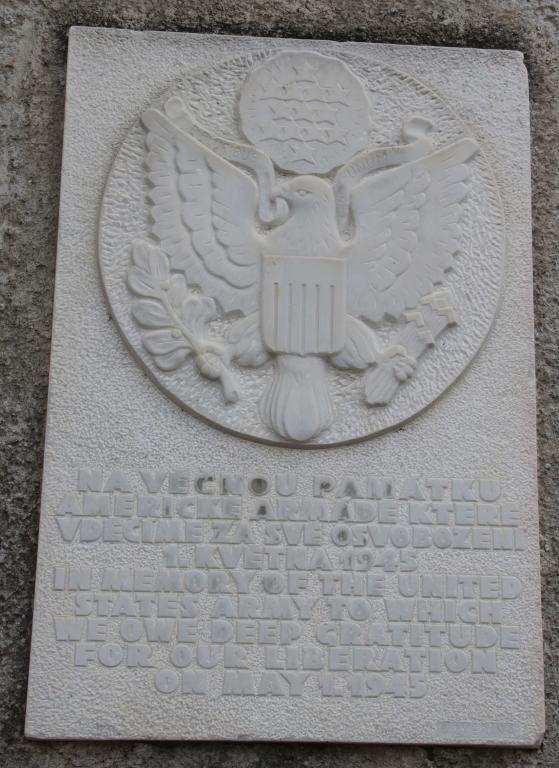 NA VĚČNOU PAMÁTKU
AMERICKÉ ARMÁDĚ KTERÉ
VDĚČÍME ZA SVÉ OSVOBOZENÍ
1. KVĚTNA 1945
IN MEMORY OF THE UNITED
STATES ARMY TO WHICH
WE OWE DEEP GRATITUDE
FOR OUR LIBERATION
ON MAY 1. 1945